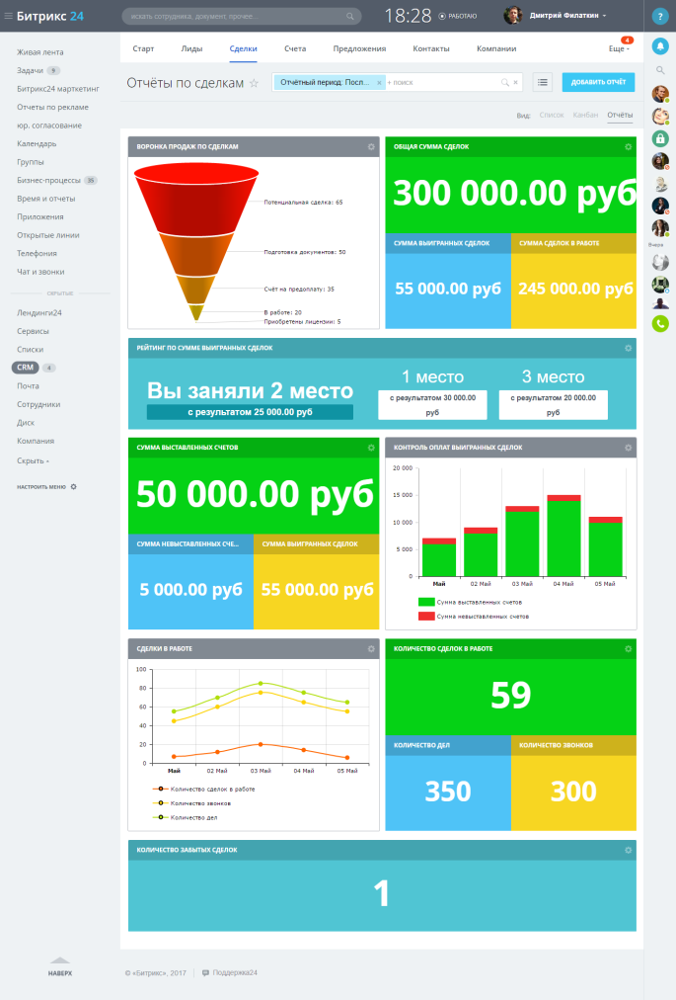 Битрикс 24
искать сотрудника, документ, прочее...
18:28
РАБОТАЮ
Дмитрий Филаткин
?
Живая лента
Задачи 9
Битрикс24 марткетинг
Отчеты по рекламе
юр. согласование
Календарь
Группы
Бизнес-процессы 35
Время и отчеты
Приложения
Открытые линии
Телефония
Чат и звонки
СКРЫТЫЕ
Лендинги24
Сервисы
Списки
CRM 4
Почта
Сотрудники
Диск
Компания
Скрыть
НАСТРОИТЬ МЕНЮ
НАВЕРХ
Старт Лиды Сделки Счета Предложения Контакты Компании Еще 4
Отчёты по сделкам
Отчётный период: Посл... × + поиск ×
ДОБАВИТЬ ОТЧЁТ
Вид: Список Канбан Отчёты
ВОРОНКА ПРОДАЖ ПО СДЕЛКАМ
Потенциальная сделка: 65
Подготовка документов: 50
Счёт на предоплату: 35
В работе: 20
Приобретены лицензии: 5
ОБЩАЯ СУММА СДЕЛОК
300 000.00 руб
СУММА ВЫИГРАННЫХ СДЕЛОК
55 000.00 руб
СУММА СДЕЛОК В РАБОТЕ
245 000.00 руб
РЕЙТИНГ ПО СУММЕ ВЫИГРАННЫХ СДЕЛОК
Вы заняли 2 место
с результатом 25 000.00 руб
1 место
с результатом 30 000.00
руб
3 место
с результатом 20 000.00
руб
СУММА ВЫСТАВЛЕННЫХ СЧЕТОВ
50 000.00 руб
СУММА НЕВЫСТАВЛЕННЫХ СЧЕ...
5 000.00 руб
СУММА ВЫИГРАННЫХ СДЕЛОК
55 000.00 руб
КОНТРОЛЬ ОПЛАТ ВЫИГРАННЫХ СДЕЛОК
20 000
15 000
10 000
5 000
0
Май 02 Май 03 Май 04 Май 05 Май
Сумма выставленных счетов
Сумма невыставленных счетов
СДЕЛКИ В РАБОТЕ
100
80
60
40
20
0
Май 02 Май 03 Май 04 Май 05 Май
Количество сделок в работе
Количество звонков
Количество дел
КОЛИЧЕСТВО СДЕЛОК В РАБОТЕ
59
КОЛИЧЕСТВО ДЕЛ
350
КОЛИЧЕСТВО ЗВОНКОВ
300
КОЛИЧЕСТВО ЗАБЫТЫХ СДЕЛОК
1
© «Битрикс», 2017
Поддержка24
Вчера